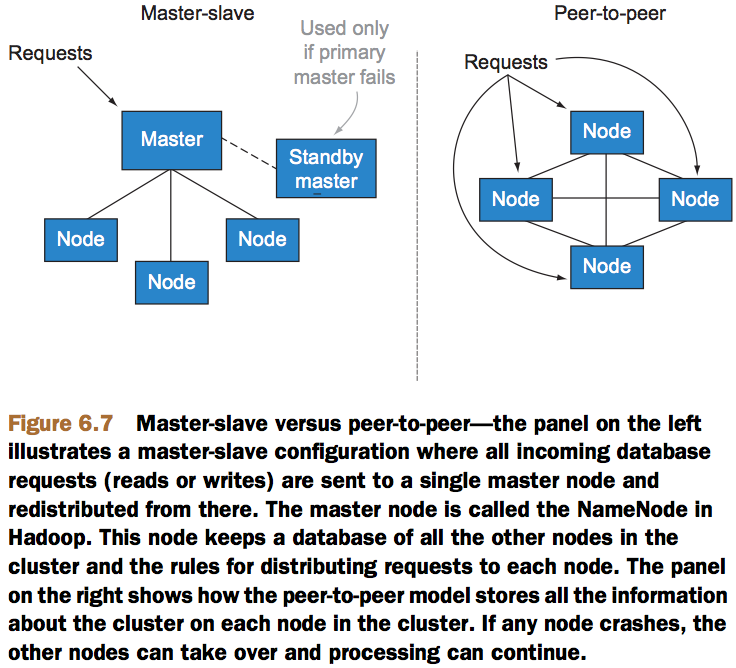 Master-slave
Requests
Used only
if primary
master fails
Master
Standby
master
Node
Node
Node
Peer-to-peer
Requests
Node
Node
Node
Node
Figure 6.7 Master-slave versus peer-to-peer—the panel on the left
illustrates a master-slave configuration where all incoming database
requests (reads or writes) are sent to a single master node and
redistributed from there. The master node is called the NameNode in
Hadoop. This node keeps a database of all the other nodes in the
cluster and the rules for distributing requests to each node. The panel
on the right shows how the peer-to-peer model stores all the information
about the cluster on each node in the cluster. If any node crashes, the
other nodes can take over and processing can continue.